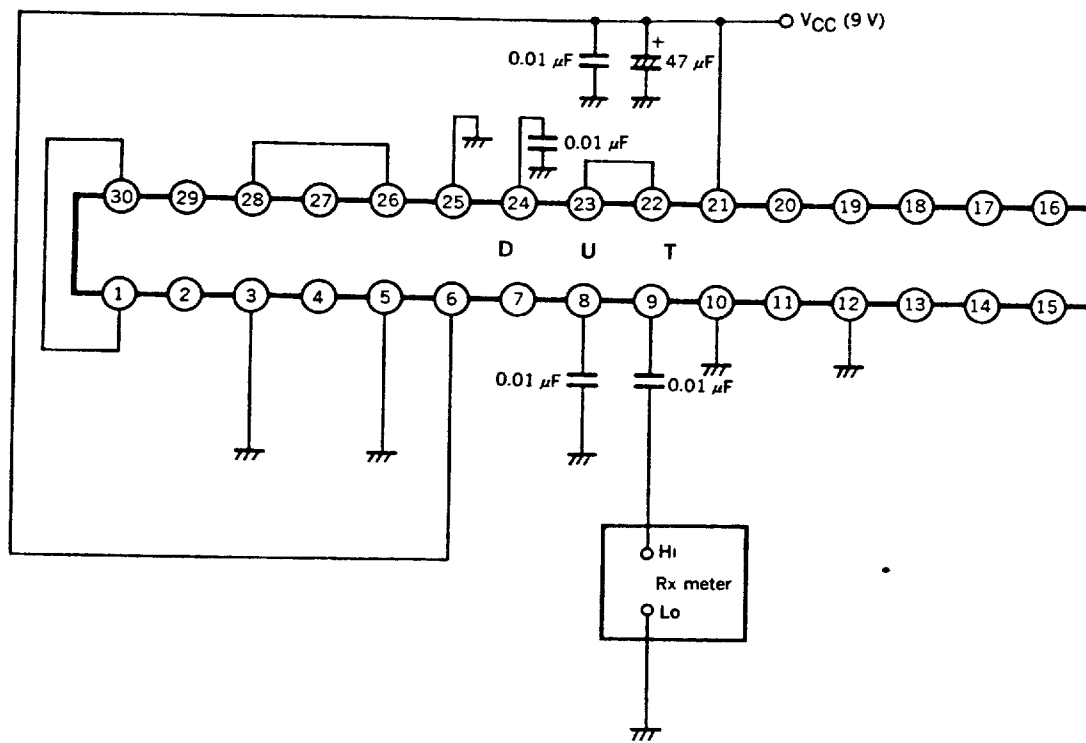 VCC (9 V)
0.01 μF
+
47 μF
0.01 μF
30 29 28 27 26 25 24 23 22 21 20 19 18 17 16
D U T
1 2 3 4 5 6 7 8 9 10 11 12 13 14 15
0.01 μF
0.01 μF
Hi
Rx meter
Lo